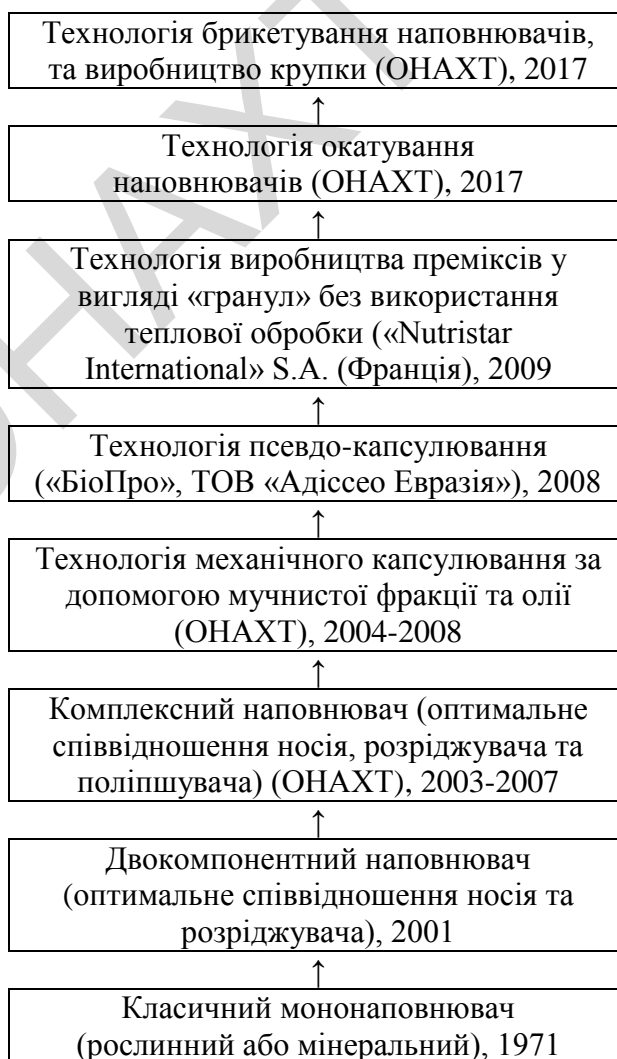 Технологія брикетування наповнювачів,
та виробництво крупки (ОНАХТ), 2017
↑
Технологія окатування
наповнювачів (ОНАХТ), 2017
↑
Технологія виробництва преміксів у
вигляді «гранул» без використання
теплової обробки («Nutristar
International» S.A. (Франція), 2009
↑
Технологія псевдо-капсулювання
(«БіоПро», ТОВ «Адіссео Евразія»), 2008
↑
Технологія механічного капсулювання за
допомогою мучнистої фракції та олії
(ОНАХТ), 2004-2008
↑
Комплексний наповнювач (оптимальне
співвідношення носія, розріджувача та
поліпшувача) (ОНАХТ), 2003-2007
↑
Двокомпонентний наповнювач
(оптимальне співвідношення носія та
розріджувача), 2001
↑
Класичний мононаповнювач
(рослинний або мінеральний), 1971
ОНАХТ